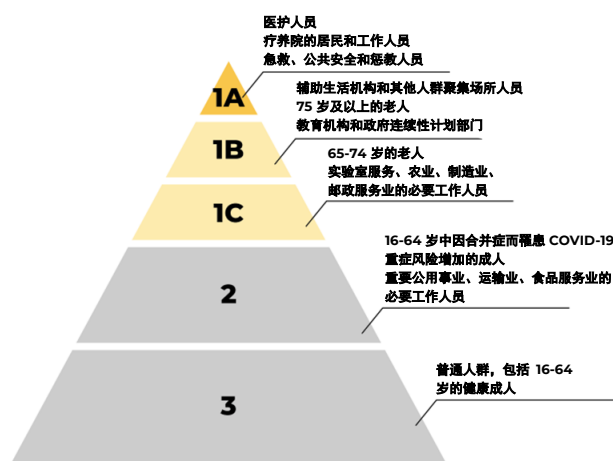 医护人员
疗养院的居民和工作人员
急救、公共安全和惩教人员
1A
辅助生活机构和其他人群聚集场所人员
75 岁及以上的老人
教育机构和政府连续性计划部门
1B
65-74 岁的老人
实验室服务、农业、制造业、
邮政服务业的必要工作人员
1C
16-64 岁中因合并症而罹患 COVID-19
重症风险增加的成人
重要公用事业、运输业、食品服务业的
必要工作人员
2
普通人群，包括 16-64
岁的健康成人
3